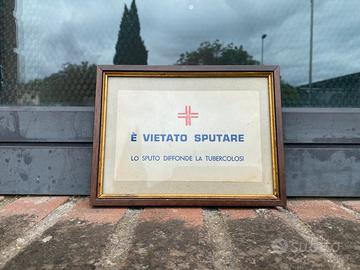 È VIETATO SPUTARE
LO SPUTO DIFFONDE LA TUBERCOLOSI
subito